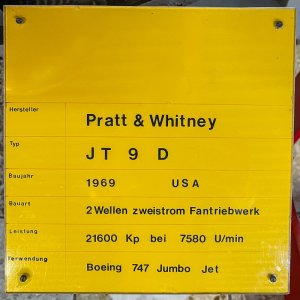 Hersteller
Pratt & Whitney
Typ
JT 9 D
Baujahr
1969 USA
Bauart
2 Wellen zweistrom Fantriebwerk
Leistung
21600 Kp bei 7580 U/min
Verwendung
Boeing 747 Jumbo Jet